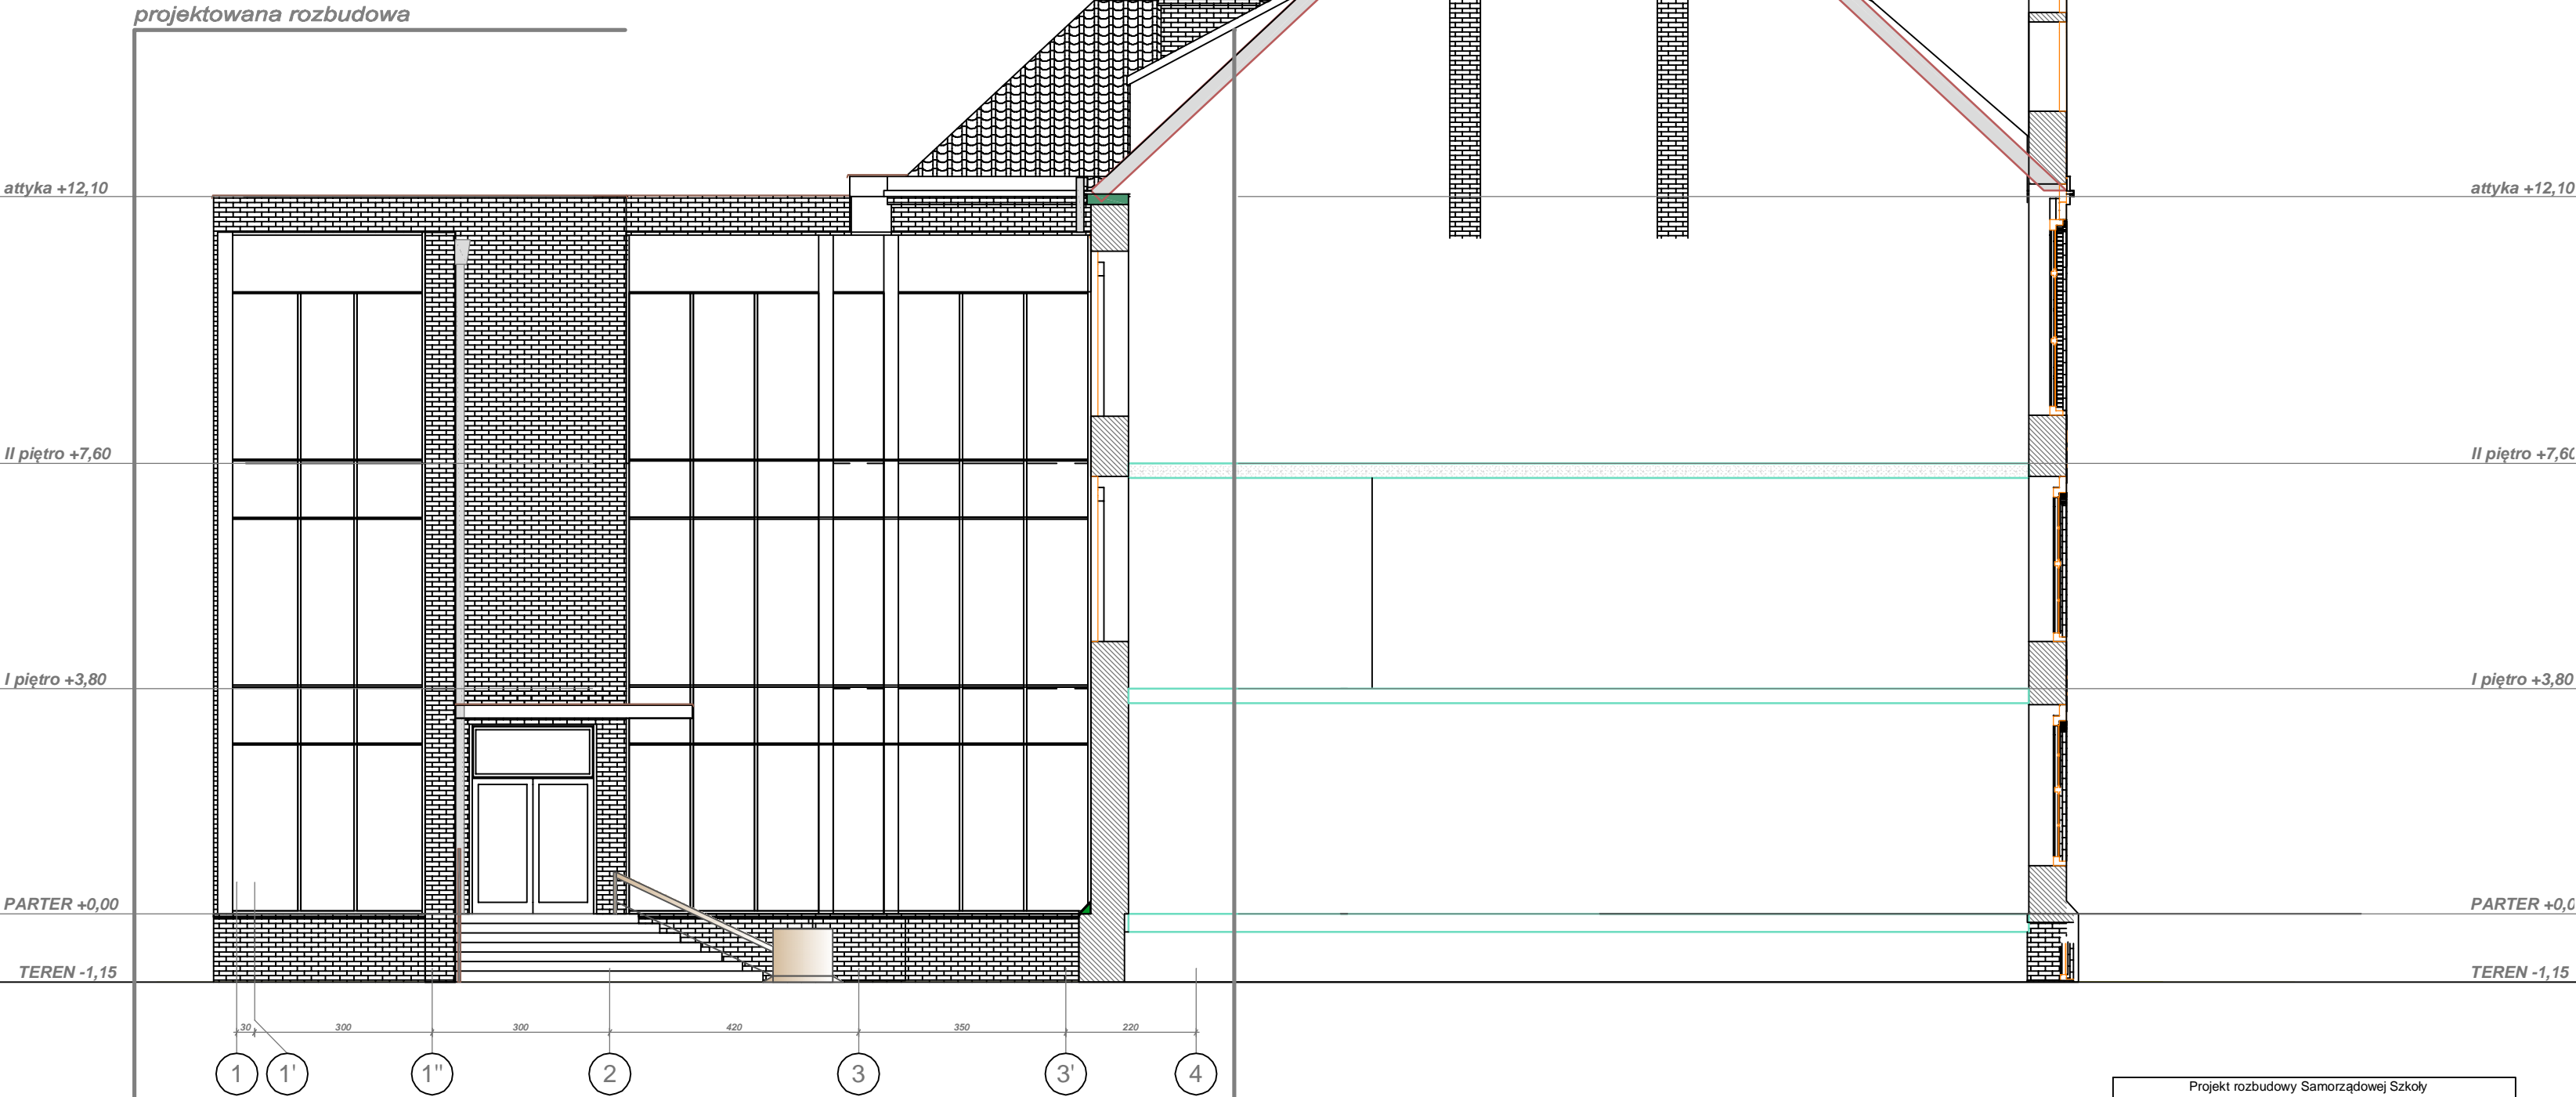 projektowana rozbudowa
attyka +12,10
attyka +12,10
II piętro +7,60
II piętro +7,60
I piętro +3,80
I piętro +3,80
PARTER +0,00
PARTER +0,0
TEREN -1,15
TEREN -1,15
30 300 300 420 350 220
1 1' 1" 2 3 3' 4
Projekt rozbudowy Samorządowej Szkoły